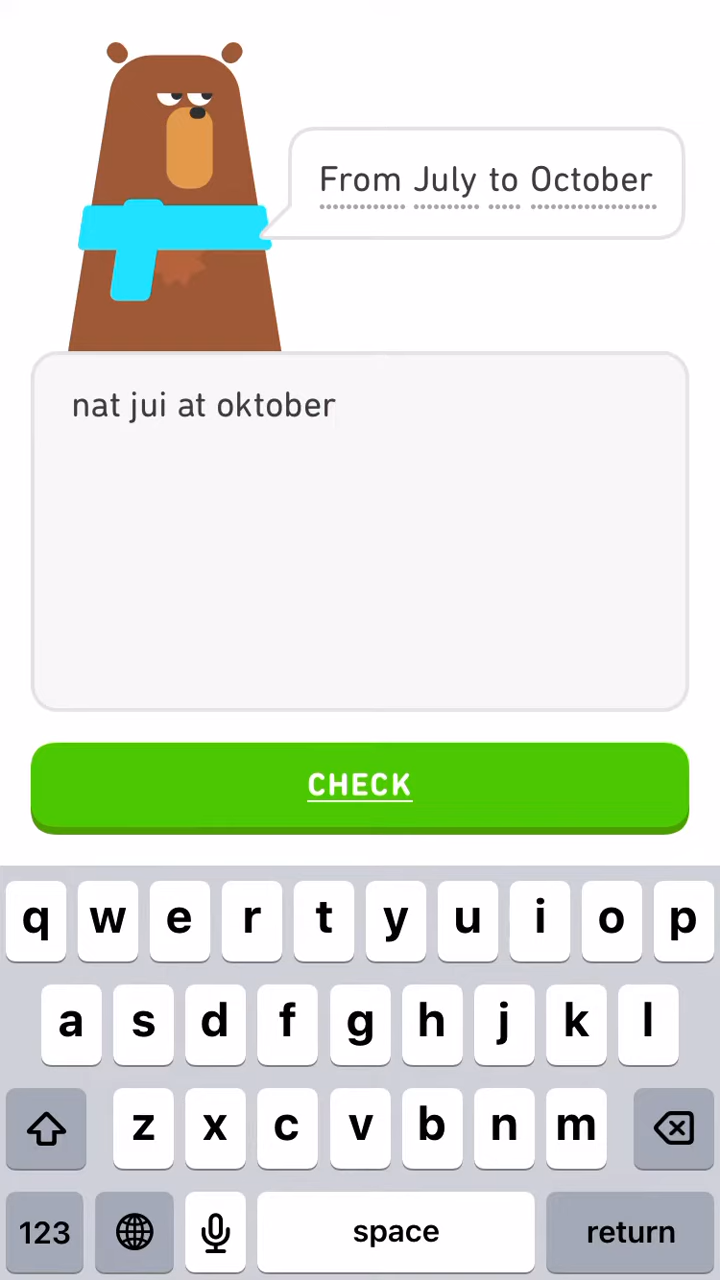 From July to October
nat jui at oktober
CHECK
q w e r t y u i o p
a s d f g h j k l
z x c v b n m
123 space return